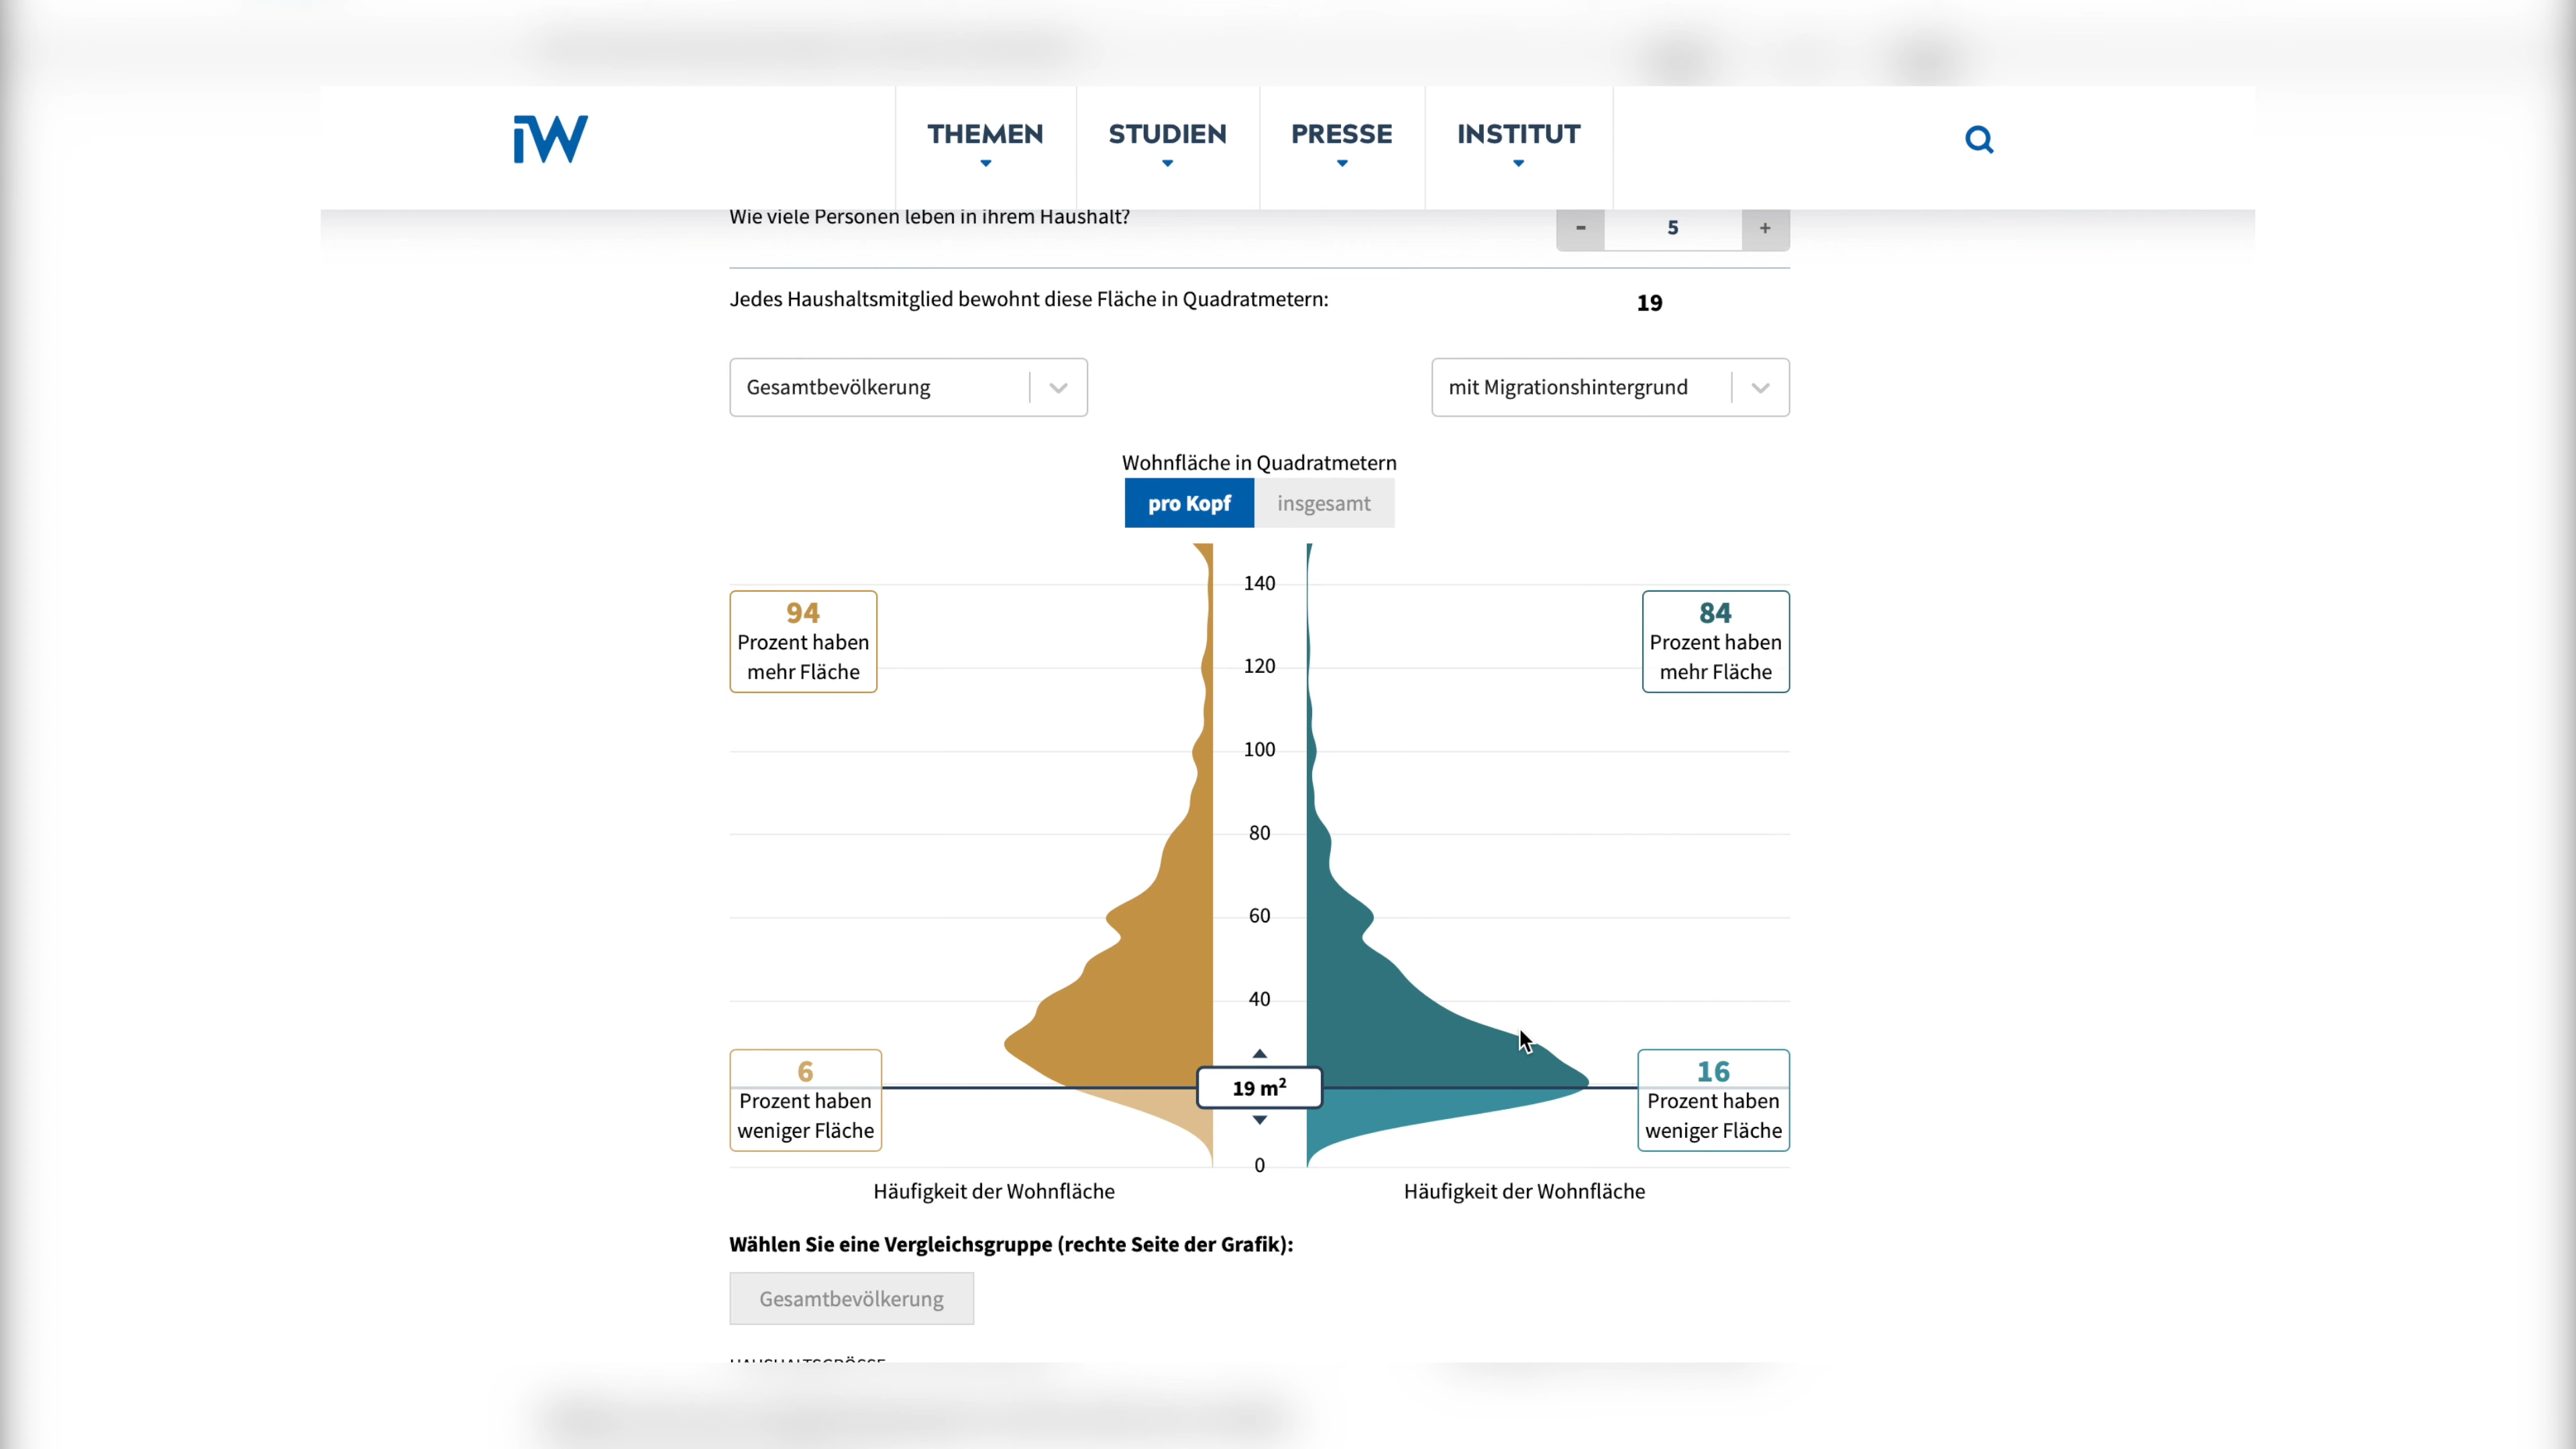 iW
THEMEN
STUDIEN
PRESSE
INSTITUT
Wie viele Personen leben in ihrem Haushalt?
- 5 +
Jedes Haushaltsmitglied bewohnt diese Fläche in Quadratmetern:
19
Gesamtbevölkerung
mit Migrationshintergrund
Wohnfläche in Quadratmetern
pro Kopf
insgesamt
140
94
Prozent haben
mehr Fläche
84
Prozent haben
mehr Fläche
120
100
80
60
40
6
Prozent haben
weniger Fläche
19 m²
16
Prozent haben
weniger Fläche
0
Häufigkeit der Wohnfläche
Häufigkeit der Wohnfläche
Wählen Sie eine Vergleichsgruppe (rechte Seite der Grafik):
Gesamtbevölkerung
HAUSHALTSGRÖSSE